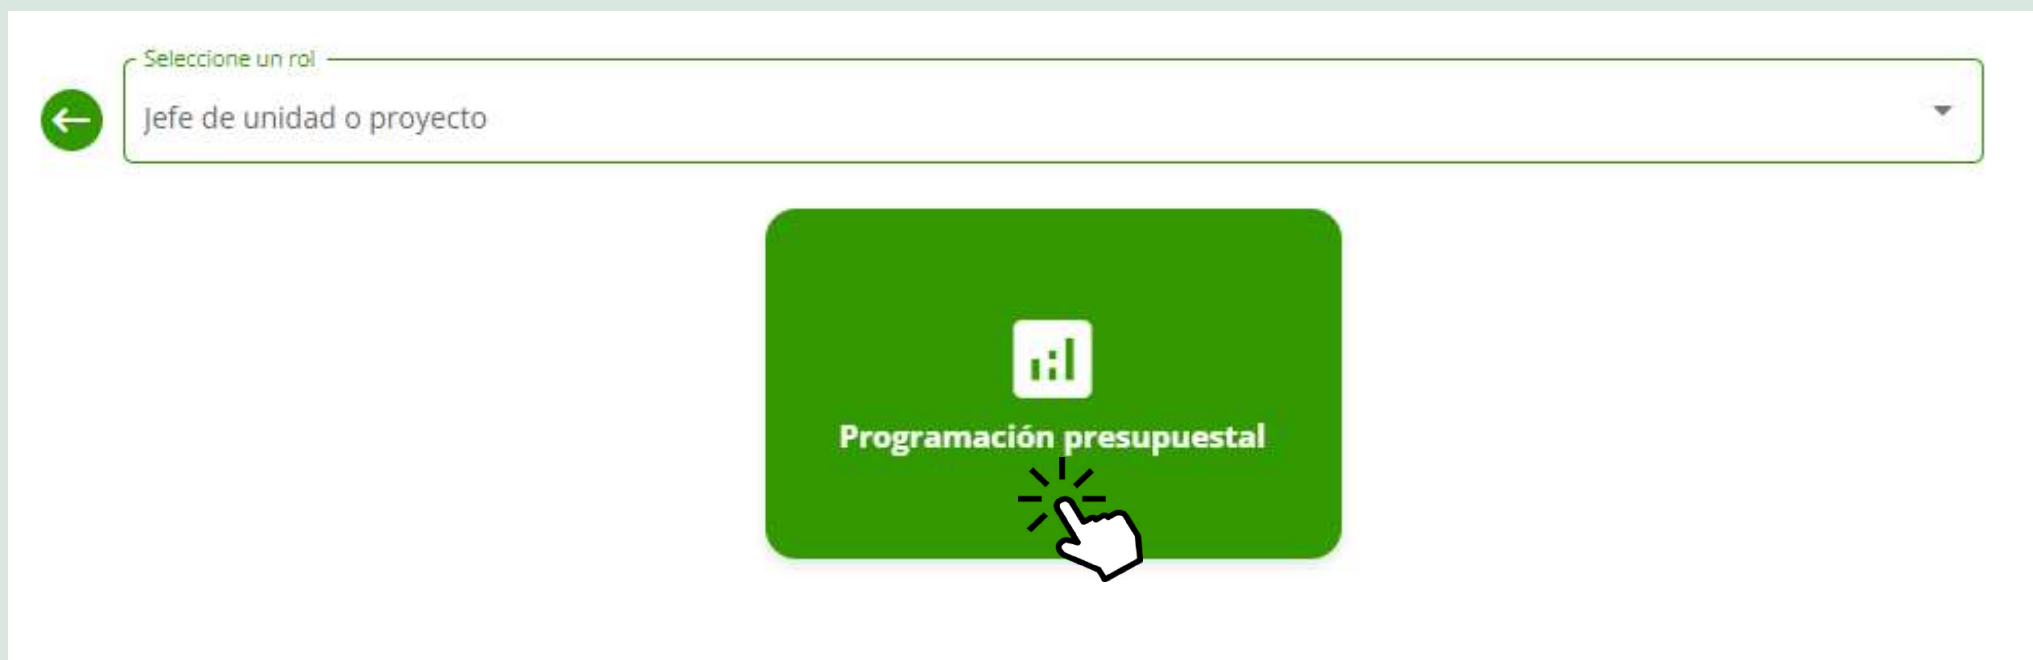 Seleccione un rol
Jefe de unidad o proyecto
Programación presupuestal